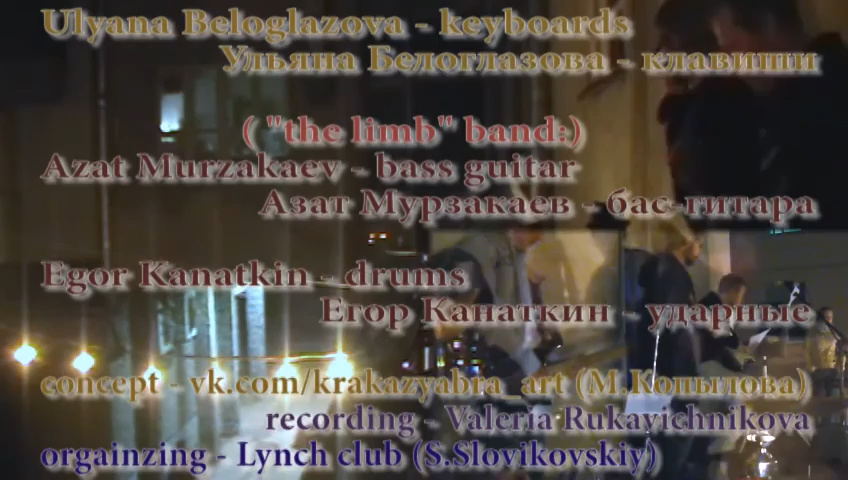 Ulyana Beloglazova - keyboards
Ульяна Белоглазова - клавиши
( "the limb" band:)
Azat Murzakaev - bass guitar
Азат Мурзакаев - бас-гитара
Egor Kanatkin - drums
Егор Канаткин - ударные
concept - vk.com/krakazyabra_art (М.Копылова)
recording - Valeria Rukavichnikova
orgainzing - Lynch club (S.Slovikovskiy)